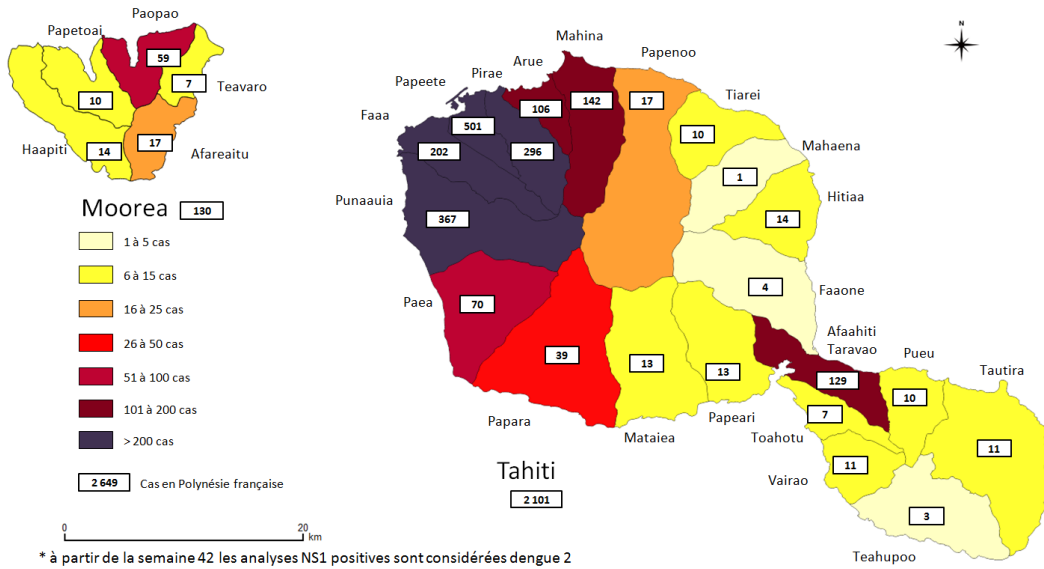 Paopao
Papetoai
59
7
Teavaro
10
17
14
Haapiti
Afareaitu
Moorea 130
1 à 5 cas
6 à 15 cas
16 à 25 cas
26 à 50 cas
51 à 100 cas
101 à 200 cas
> 200 cas
2 649 Cas en Polynésie française
0 20
km
N
Mahina
Arue
Papenoo
Pirae
Papeete
Tiarei
Faaa
142
17
106
501
10
Mahaena
202
296
1
Hitiaa
Punaauia
367
14
4
Faaone
Paea
70
Afaahiti
Taravao
Pueu
Tautira
39
13
13
129
10
7
Papara
Mataiea
Papeari
Toahotu
11
11
Vairao
3
Teahupoo
Tahiti
2 101
* à partir de la semaine 42 les analyses NS1 positives sont considérées dengue 2